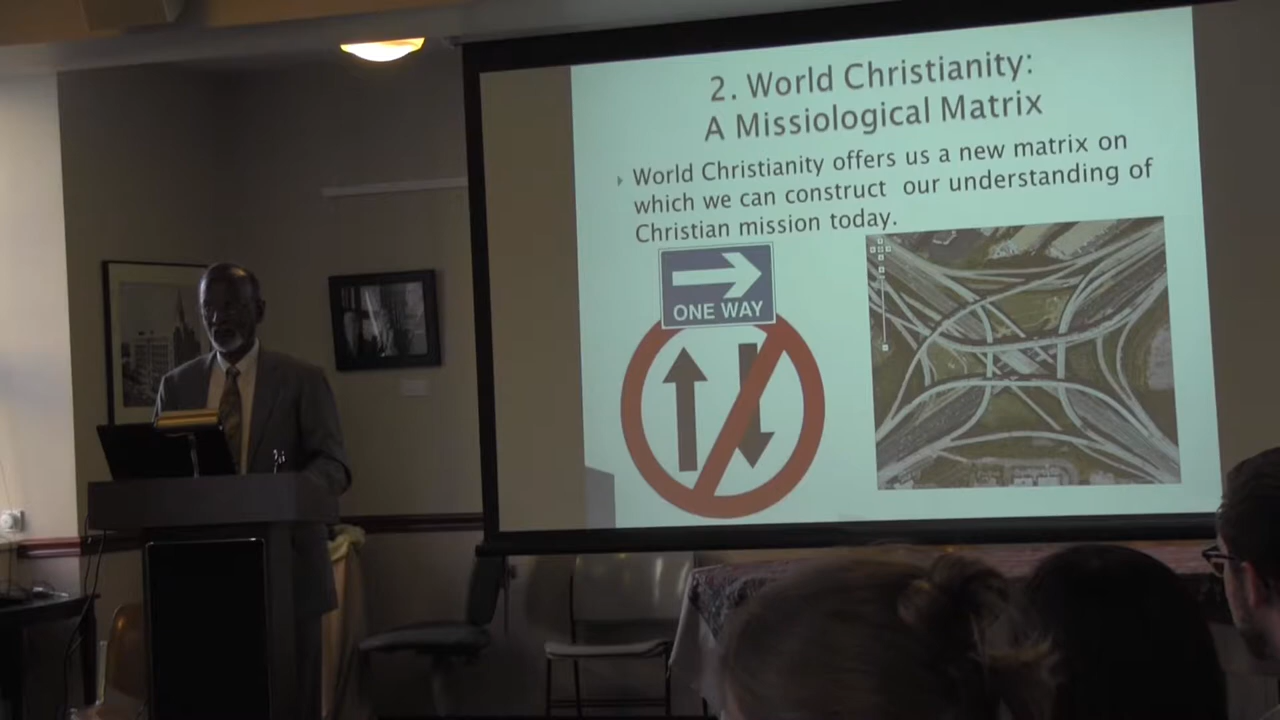 2. World Christianity:
A Missiological Matrix
World Christianity offers us a new matrix on
which we can construct our understanding of
Christian mission today.
ONE WAY